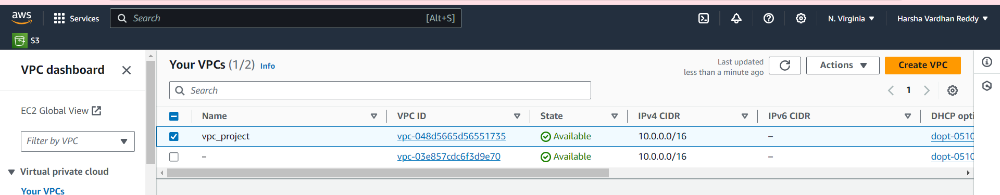 aws Services Search [Alt+S] N. Virginia Harsha Vardhan Reddy
S3
VPC dashboard
EC2 Global View
Filter by VPC
Virtual private cloud
Your VPCs
Your VPCs (1/2) Info
Last updated
less than a minute ago
Actions
Create VPC
Search
1
Name VPC ID State IPv4 CIDR IPv6 CIDR DHCP opti
vpc_project vpc-048d5665d56551735 Available 10.0.0.0/16 – dopt-0510
– vpc-03e857cdc6f3d9e70 Available 10.0.0.0/16 – dopt-0510